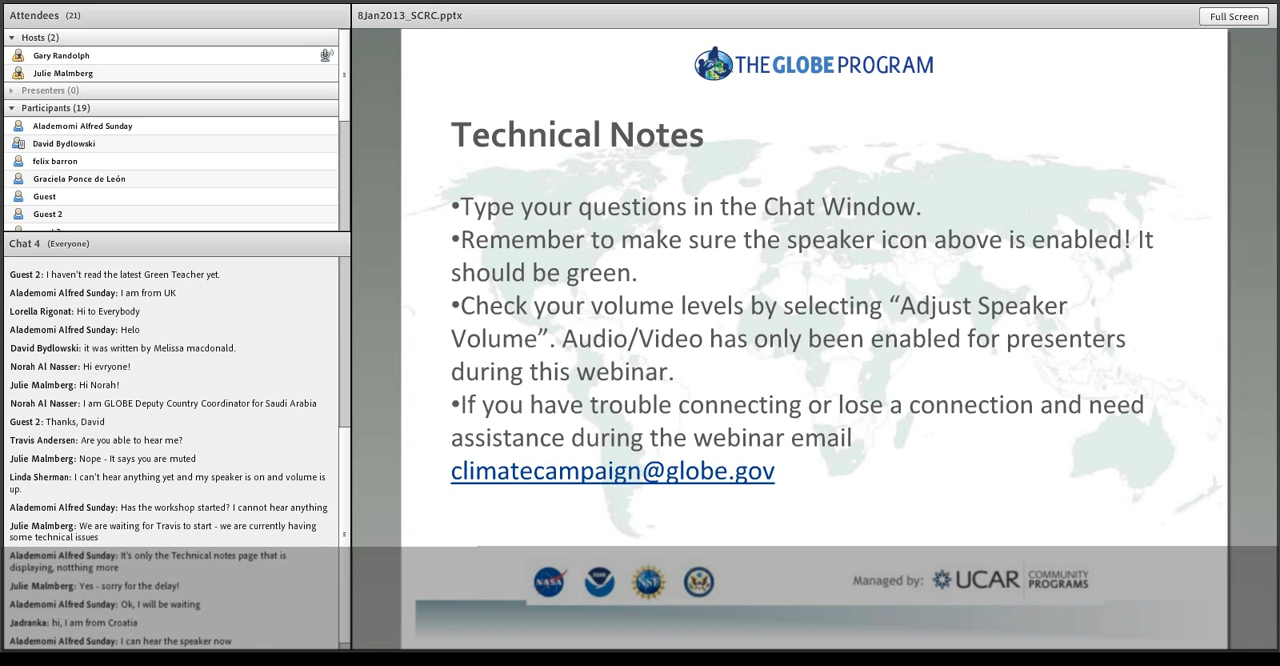 Attendees (21)
Hosts (2)
Gary Randolph
Julie Malmberg
Presenters (0)
Participants (19)
Alademomi Alfred Sunday
David Bydlowski
felix barron
Graciela Ponce de León
Guest
Guest 2
Chat 4 (Everyone)
Guest 2: I haven't read the latest Green Teacher yet.
Alademomi Alfred Sunday: I am from UK
Lorella Rigonat: Hi to Everybody
Alademomi Alfred Sunday: Helo
David Bydlowski: it was written by Melissa macdonald.
Norah Al Nasser: Hi evryone!
Julie Malmberg: Hi Norah!
Norah Al Nasser: I am GLOBE Deputy Country Coordinator for Saudi Arabia
Guest 2: Thanks, David
Travis Andersen: Are you able to hear me?
Julie Malmberg: Nope - It says you are muted
Linda Sherman: I can't hear anything yet and my speaker is on and volume is
up.
Alademomi Alfred Sunday: Has the workshop started? I cannot hear anything
Julie Malmberg: We are waiting for Travis to start - we are currently having
some technical issues
Alademomi Alfred Sunday: It's only the Technical notes page that is
displaying, notthing more
Julie Malmberg: Yes - sorry for the delay!
Alademomi Alfred Sunday: Ok, I will be waiting
Jadranka: hi, I am from Croatia
Alademomi Alfred Sunday: I can hear the speaker now
8Jan2013_SCRC.pptx
Full Screen
THE GLOBE PROGRAM
Technical Notes
•Type your questions in the Chat Window.
•Remember to make sure the speaker icon above is enabled! It
should be green.
•Check your volume levels by selecting “Adjust Speaker
Volume”. Audio/Video has only been enabled for presenters
during this webinar.
•If you have trouble connecting or lose a connection and need
assistance during the webinar email
climatecampaign@globe.gov
NASA
NSF
Managed by: UCAR COMMUNITY
PROGRAMS